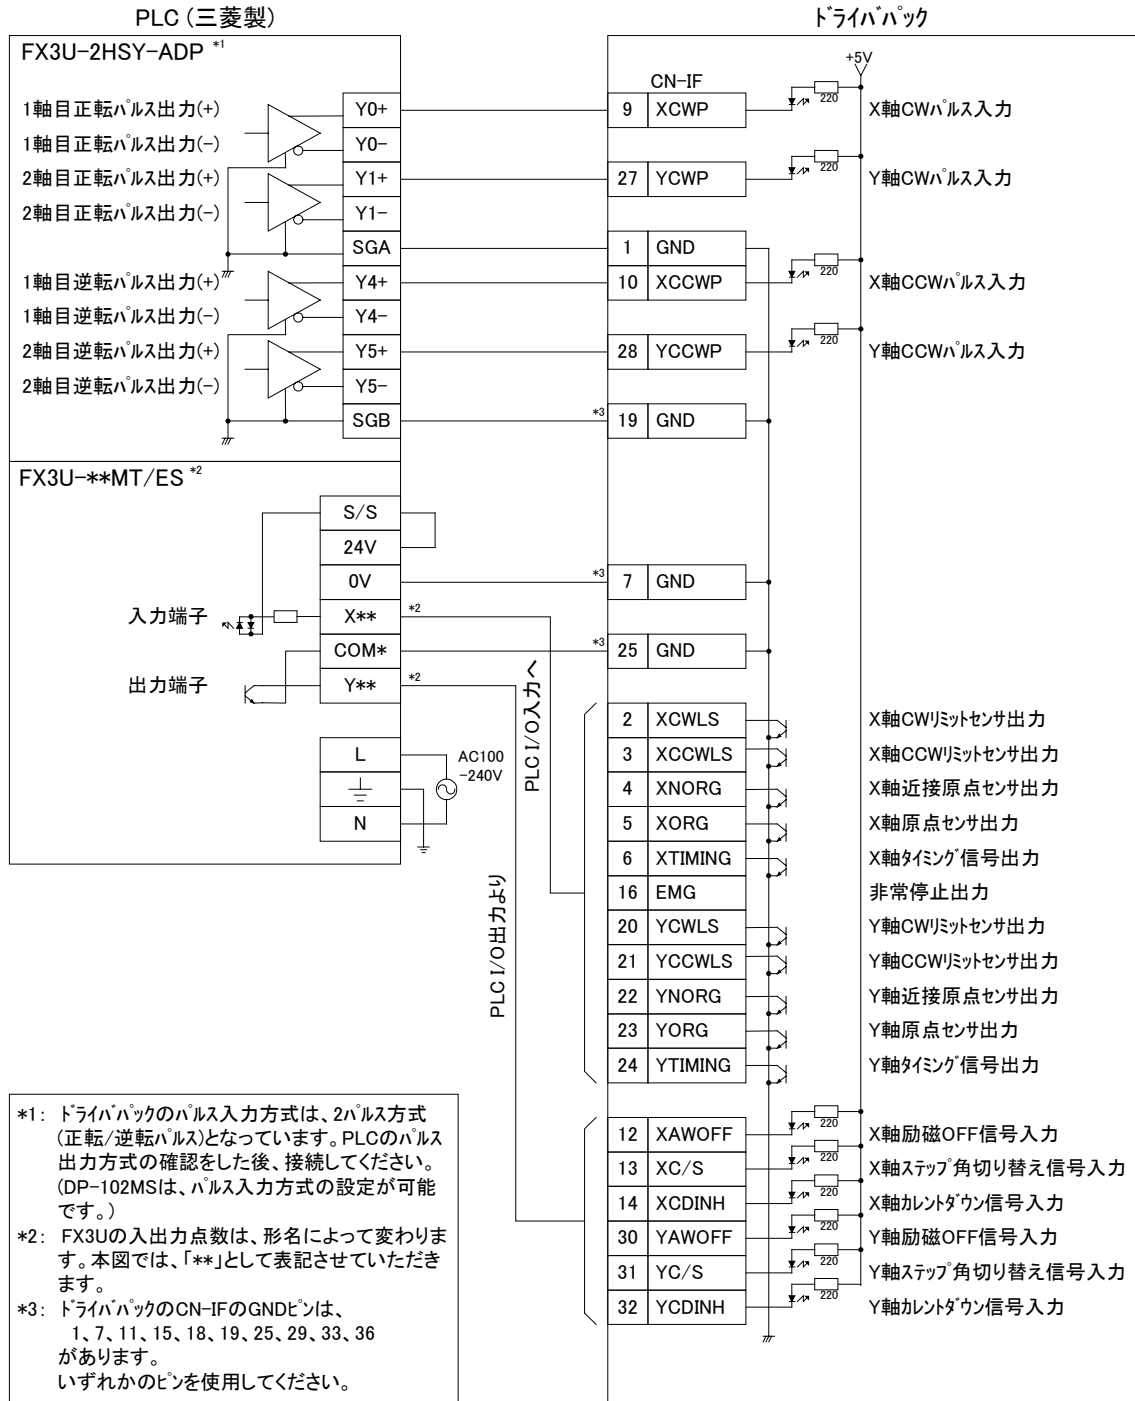 PLC (三菱製)
ﾄﾞﾗｲﾊﾞﾊﾟｯｸ
FX3U-2HSY-ADP *1
+5V
CN-IF
1軸目正転ﾊﾟﾙｽ出力(+) Y0+ 9 XCWP 220 X軸CWﾊﾟﾙｽ入力
1軸目正転ﾊﾟﾙｽ出力(-) Y0-
2軸目正転ﾊﾟﾙｽ出力(+) Y1+ 27 YCWP 220 Y軸CWﾊﾟﾙｽ入力
2軸目正転ﾊﾟﾙｽ出力(-) Y1-
SGA 1 GND
1軸目逆転ﾊﾟﾙｽ出力(+) Y4+ 10 XCCWP 220 X軸CCWﾊﾟﾙｽ入力
1軸目逆転ﾊﾟﾙｽ出力(-) Y4-
2軸目逆転ﾊﾟﾙｽ出力(+) Y5+ 28 YCCWP 220 Y軸CCWﾊﾟﾙｽ入力
2軸目逆転ﾊﾟﾙｽ出力(-) Y5-
SGB *3 19 GND
FX3U-**MT/ES *2
S/S
24V
0V *3 7 GND
入力端子 X** *2
COM* *3 25 GND
出力端子 Y** *2
PLC I/O入力へ
PLC I/O出力より
L
N
AC100
-240V
2 XCWLS X軸CWﾘﾐｯﾄｾﾝｻ出力
3 XCCWLS X軸CCWﾘﾐｯﾄｾﾝｻ出力
4 XNORG X軸近接原点ｾﾝｻ出力
5 XORG X軸原点ｾﾝｻ出力
6 XTIMING X軸ﾀｲﾐﾝｸﾞ信号出力
16 EMG 非常停止出力
20 YCWLS Y軸CWﾘﾐｯﾄｾﾝｻ出力
21 YCCWLS Y軸CCWﾘﾐｯﾄｾﾝｻ出力
22 YNORG Y軸近接原点ｾﾝｻ出力
23 YORG Y軸原点ｾﾝｻ出力
24 YTIMING Y軸ﾀｲﾐﾝｸﾞ信号出力
12 XAWOFF 220 X軸励磁OFF信号入力
13 XC/S 220 X軸ｽﾃｯﾌﾟ角切り替え信号入力
14 XCDINH 220 X軸ｶﾚﾝﾄﾀﾞｳﾝ信号入力
30 YAWOFF 220 Y軸励磁OFF信号入力
31 YC/S 220 Y軸ｽﾃｯﾌﾟ角切り替え信号入力
32 YCDINH 220 Y軸ｶﾚﾝﾄﾀﾞｳﾝ信号入力
*1: ﾄﾞﾗｲﾊﾞﾊﾟｯｸのﾊﾟﾙｽ入力方式は、2ﾊﾟﾙｽ方式
(正転/逆転ﾊﾟﾙｽ)となっています。PLCのﾊﾟﾙｽ
出力方式の確認をした後、接続してください。
(DP-102MSは、ﾊﾟﾙｽ入力方式の設定が可能
です。)
*2: FX3Uの入出力点数は、形名によって変わりま
す。本図では、「**」として表記させていただき
ます。
*3: ﾄﾞﾗｲﾊﾞﾊﾟｯｸのCN-IFのGNDﾋﾟﾝは、
1、7、11、15、18、19、25、29、33、36
があります。
いずれかのﾋﾟﾝを使用してください。